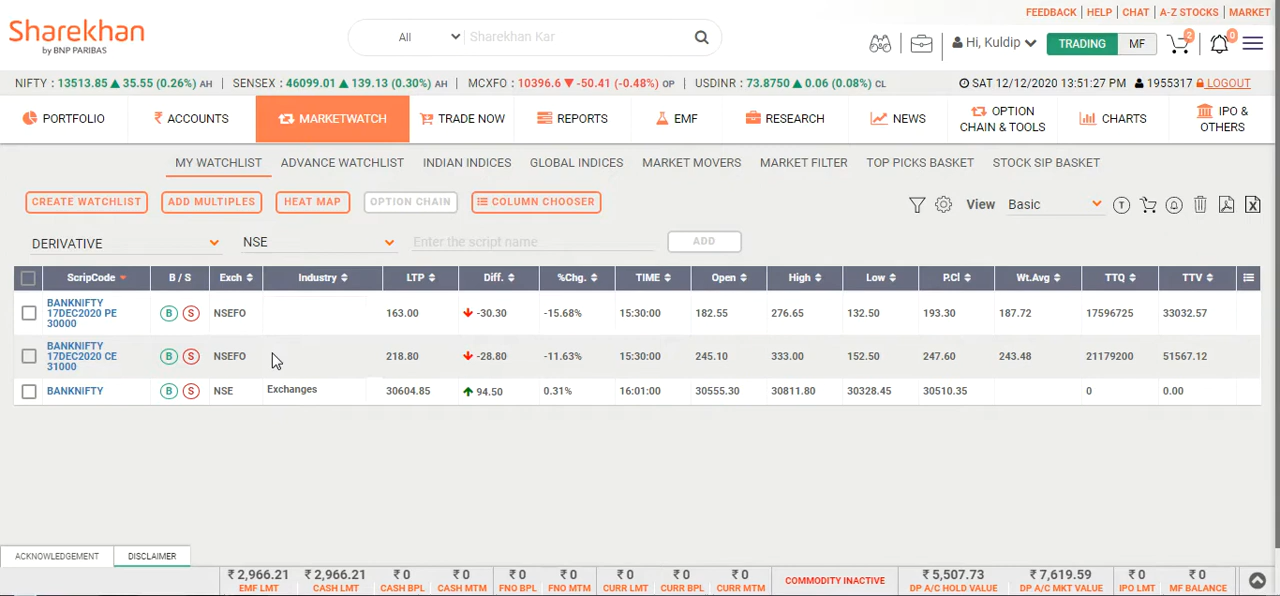 FEEDBACK | HELP | CHAT | A-Z STOCKS | MARKET
Sharekhan
by BNP PARIBAS
All
Sharekhan Kar
Hi, Kuldip
TRADING
MF
2
0
NIFTY : 13513.85 ▲ 35.55 (0.26%) AH | SENSEX : 46099.01 ▲ 139.13 (0.30%) AH | MCXFO : 10396.6 ▼ -50.41 (-0.48%) OP | USDINR : 73.8750 ▲ 0.06 (0.08%) CL
SAT 12/12/2020 13:51:27 PM 1955317 LOGOUT
PORTFOLIO
ACCOUNTS
MARKETWATCH
TRADE NOW
REPORTS
EMF
RESEARCH
NEWS
OPTION
CHAIN & TOOLS
CHARTS
IPO &
OTHERS
MY WATCHLIST ADVANCE WATCHLIST INDIAN INDICES GLOBAL INDICES MARKET MOVERS MARKET FILTER TOP PICKS BASKET STOCK SIP BASKET
CREATE WATCHLIST ADD MULTIPLES HEAT MAP OPTION CHAIN COLUMN CHOOSER
View Basic
DERIVATIVE NSE Enter the script name ADD
ScripCode B / S Exch Industry LTP Diff. %Chg. TIME Open High Low P.Cl Wt.Avg TTQ TTV
BANKNIFTY
17DEC2020 PE
30000
B S NSEFO 163.00 -30.30 -15.68% 15:30:00 182.55 276.65 132.50 193.30 187.72 17596725 33032.57
BANKNIFTY
17DEC2020 CE
31000
B S NSEFO 218.80 -28.80 -11.63% 15:30:00 245.10 333.00 152.50 247.60 243.48 21179200 51567.12
BANKNIFTY B S NSE Exchanges 30604.85 94.50 0.31% 16:01:00 30555.30 30811.80 30328.45 30510.35 0 0.00
ACKNOWLEDGEMENT DISCLAIMER
₹ 2,966.21 ₹ 2,966.21 ₹ 0 ₹ 0 ₹ 0 ₹ 0 ₹ 0 ₹ 0 ₹ 0 ₹ 5,507.73 ₹ 7,619.59 ₹ 0 ₹ 0
EMF LMT CASH LMT CASH BPL CASH MTM FNO BPL FNO MTM CURR LMT CURR BPL CURR MTM COMMODITY INACTIVE DP A/C HOLD VALUE DP A/C MKT VALUE IPO LMT MF BALANCE